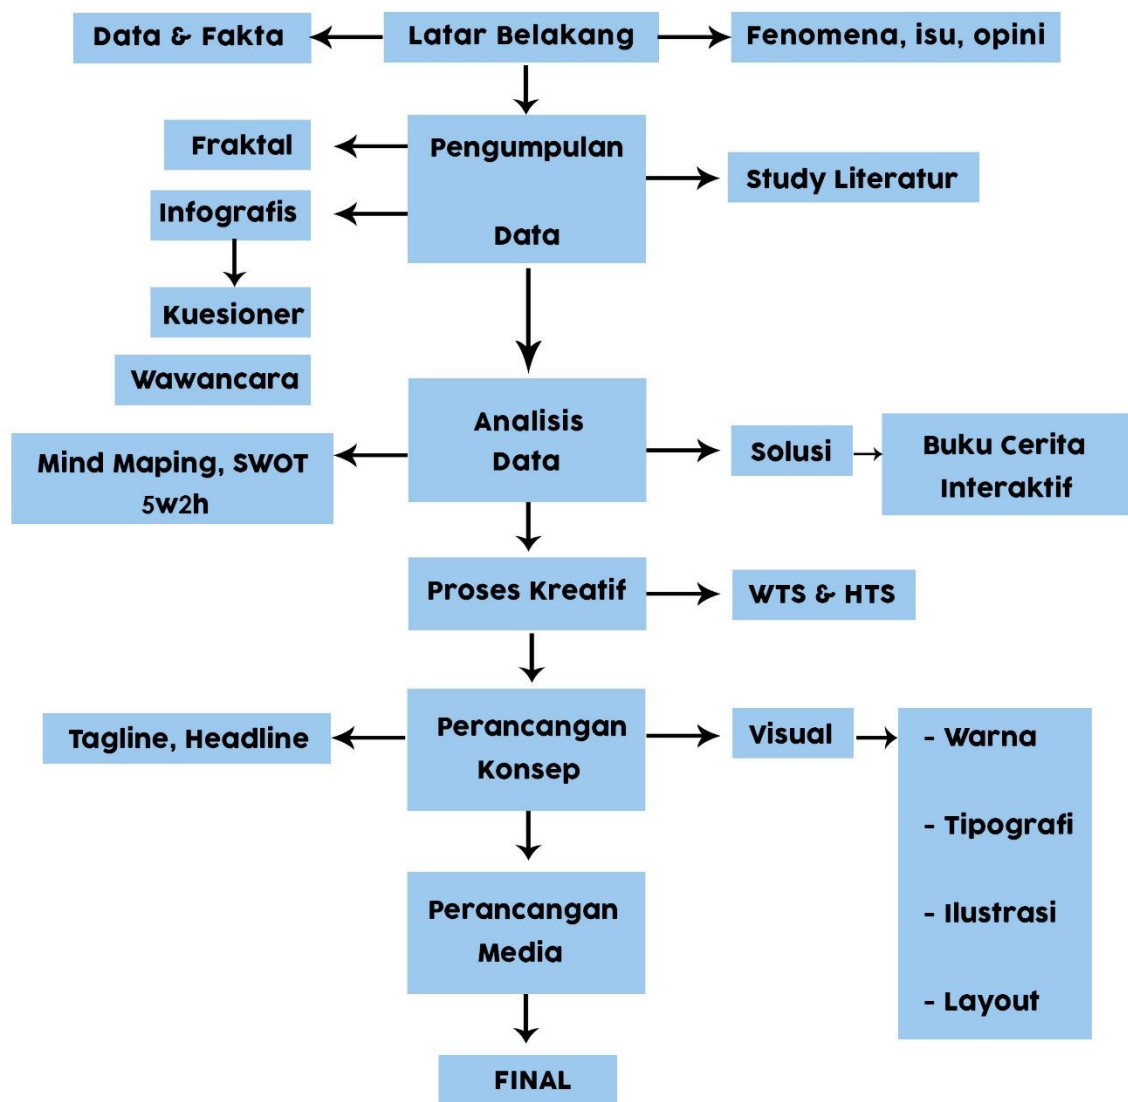 Data & Fakta
Latar Belakang
Fenomena, isu, opini
Fraktal
Pengumpulan
Data
Study Literatur
Infografis
Kuesioner
Wawancara
Analisis
Data
Mind Maping, SWOT
5w2h
Solusi
Buku Cerita
Interaktif
Proses Kreatif
WTS & HTS
Tagline, Headline
Perancangan
Konsep
Visual
- Warna
- Tipografi
- Ilustrasi
- Layout
Perancangan
Media
FINAL